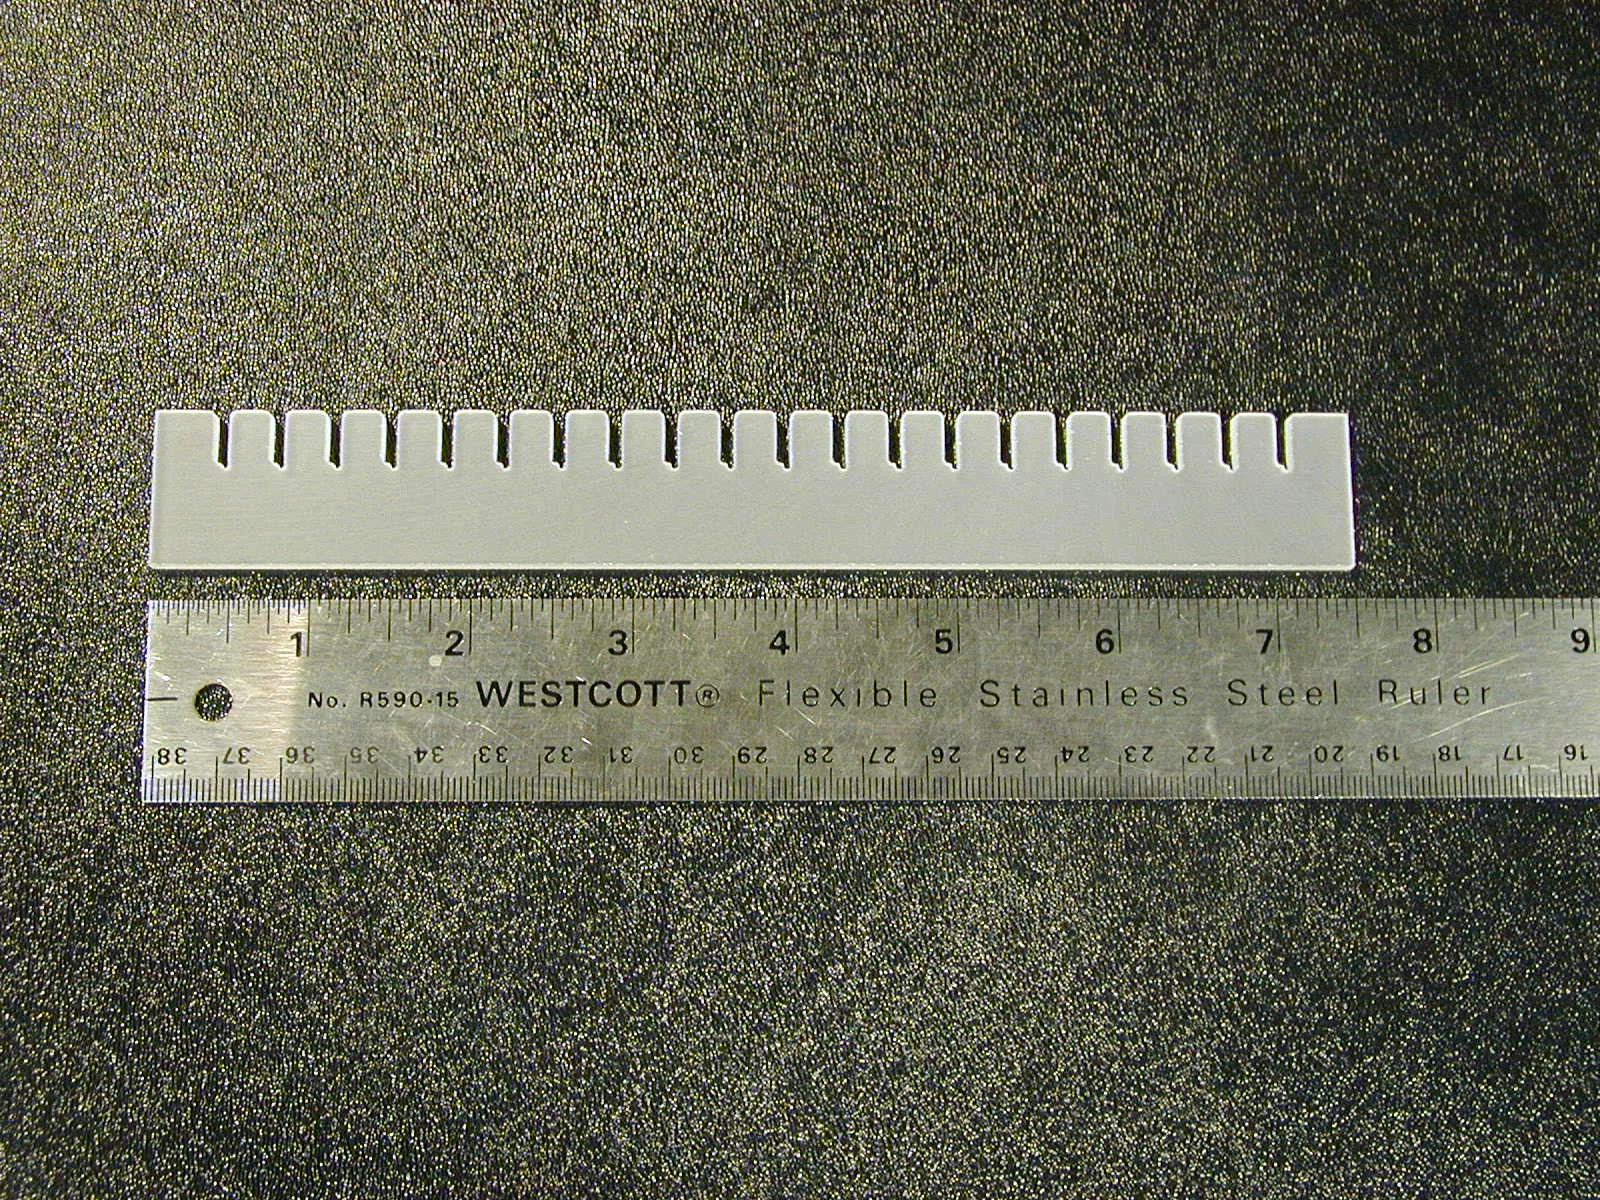 1 2 3 4 5 6 7 8 9
No. R590-15 WESTCOTT® Flexible Stainless Steel Ruler
38 37 36 35 34 33 32 31 30 29 28 27 26 25 24 23 22 21 20 19 18 17 16